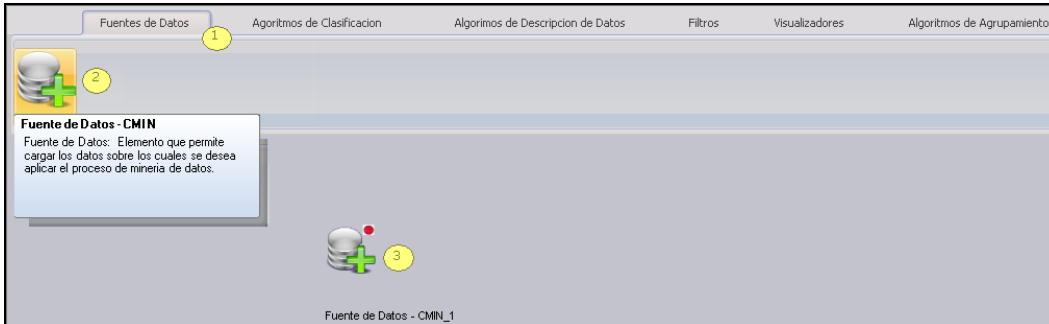 Fuentes de Datos
Agoritmos de Clasificacion
Algorimos de Descripcion de Datos
Filtros
Visualizadores
Algoritmos de Agrupamiento
1
2
Fuente de Datos - CMIN
Fuente de Datos: Elemento que permite
cargar los datos sobre los cuales se desea
aplicar el proceso de mineria de datos.
3
Fuente de Datos - CMIN_1